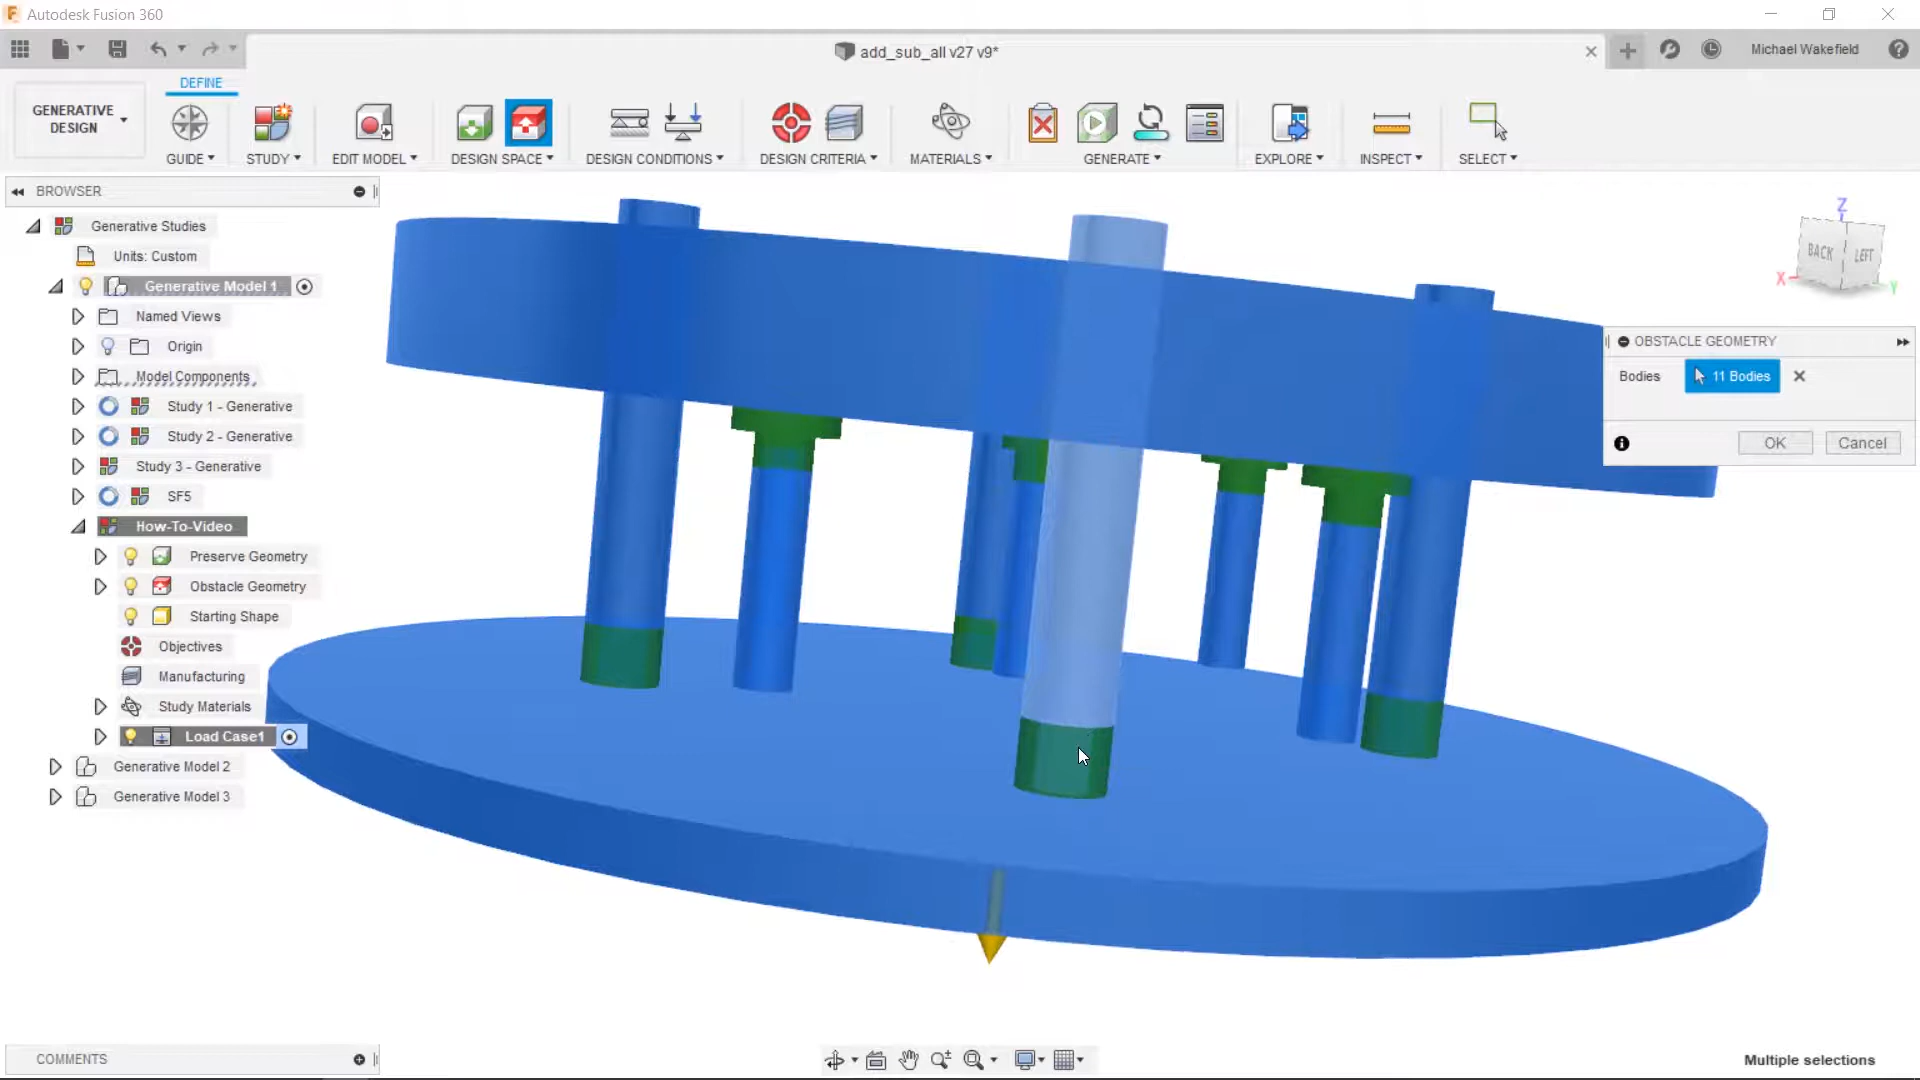 Autodesk Fusion 360
add_sub_all v27 v9*
Michael Wakefield
DEFINE
GENERATIVE DESIGN
GUIDE
STUDY
EDIT MODEL
DESIGN SPACE
DESIGN CONDITIONS
DESIGN CRITERIA
MATERIALS
GENERATE
EXPLORE
INSPECT
SELECT
BROWSER
Generative Studies
Units: Custom
Generative Model 1
Named Views
Origin
Model Components
Study 1 - Generative
Study 2 - Generative
Study 3 - Generative
SF5
How-To-Video
Preserve Geometry
Obstacle Geometry
Starting Shape
Objectives
Manufacturing
Study Materials
Load Case1
Generative Model 2
Generative Model 3
Z
BACK
LEFT
X
Y
OBSTACLE GEOMETRY
Bodies
11 Bodies
OK
Cancel
COMMENTS
Multiple selections